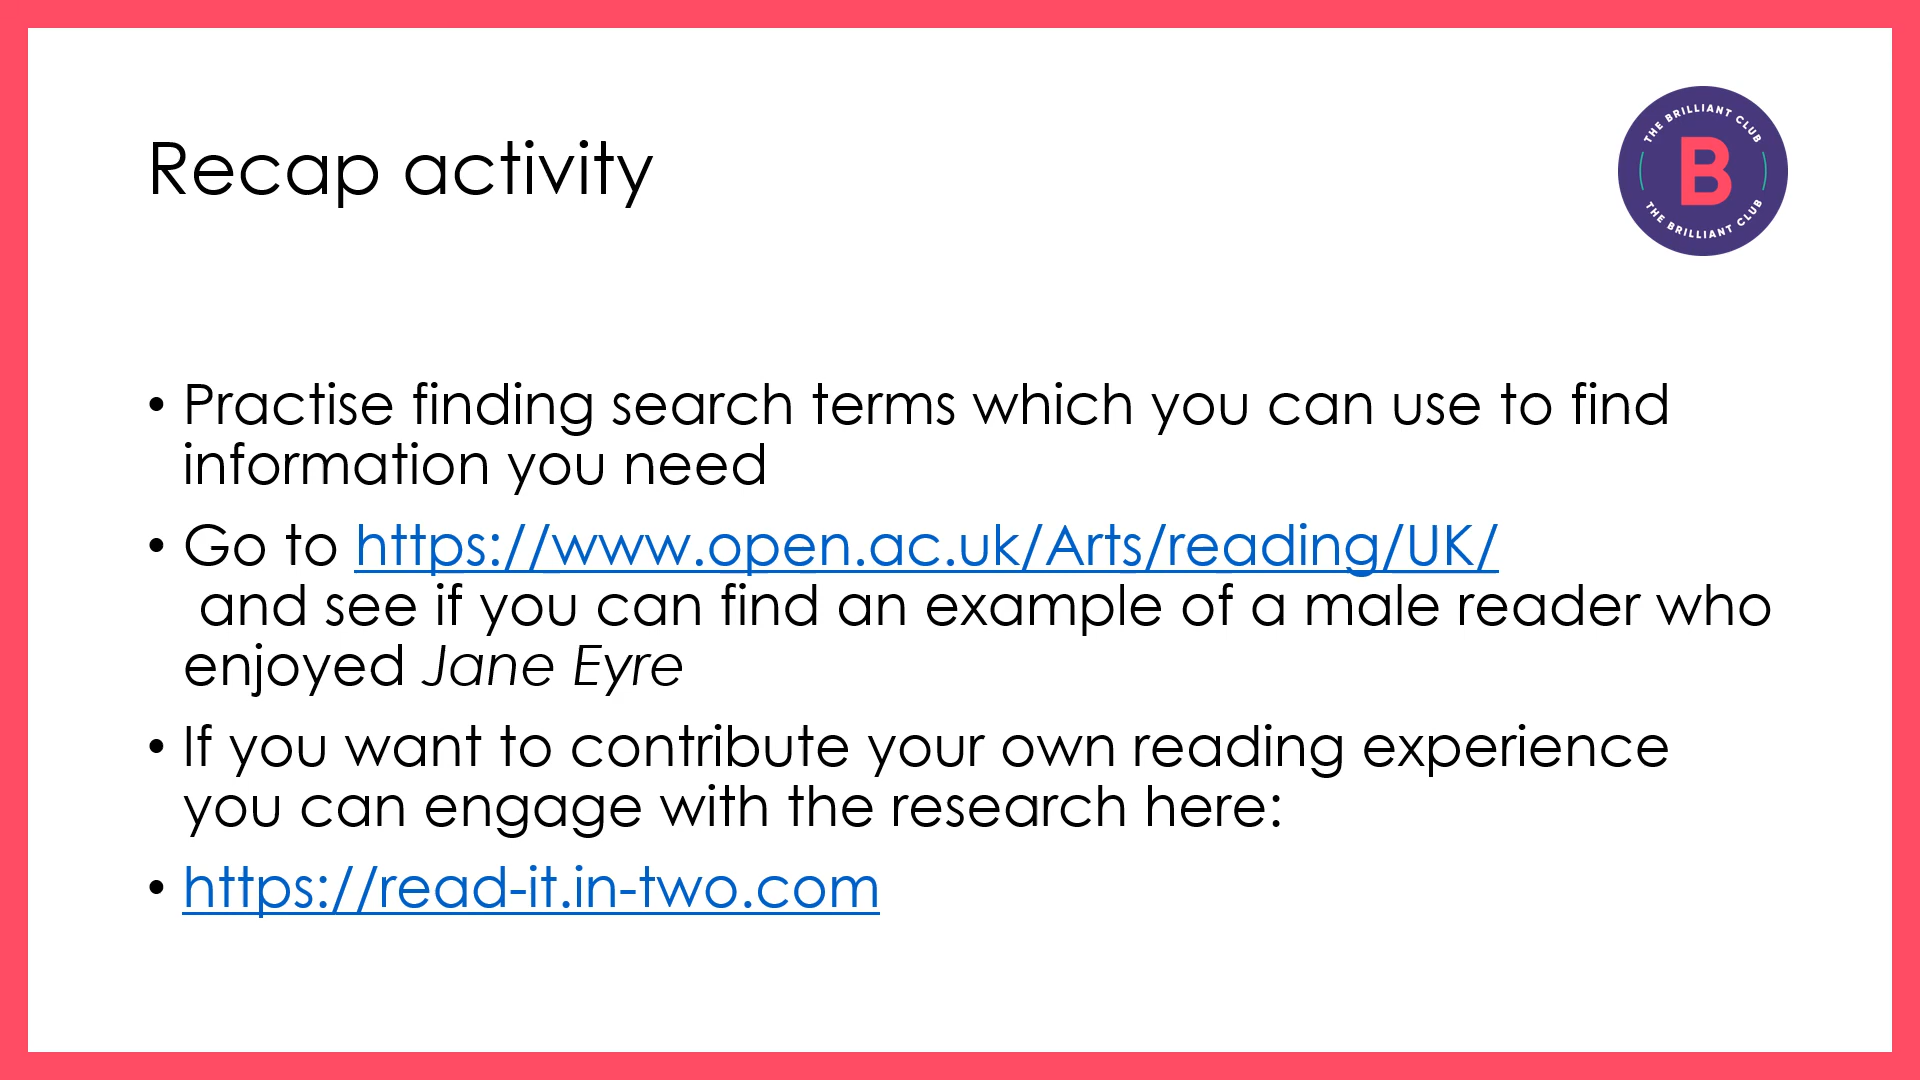 Recap activity
THE BRILLIANT CLUB
B
THE BRILLIANT CLUB
• Practise finding search terms which you can use to find
information you need
• Go to https://www.open.ac.uk/Arts/reading/UK/
and see if you can find an example of a male reader who
enjoyed Jane Eyre
• If you want to contribute your own reading experience
you can engage with the research here:
• https://read-it.in-two.com